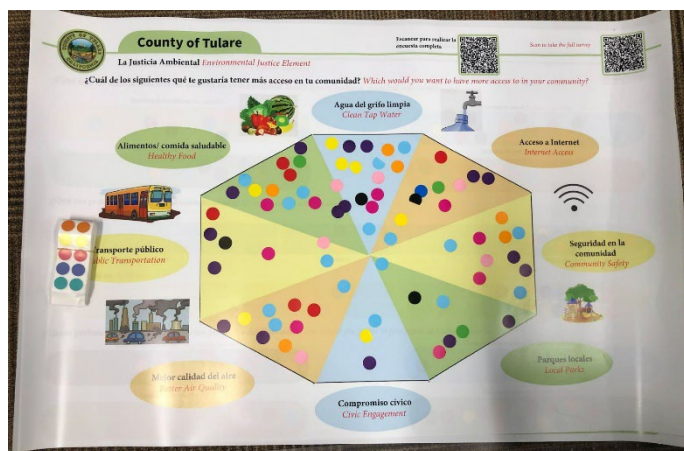 County of Tulare
Escanear para realizar la
encuesta completa
Scan to take the full survey
La Justicia Ambiental Environmental Justice Element
¿Cuál de los siguientes qué te gustaría tener más acceso en tu comunidad? Which would you want to have more access to in your community?
Agua del grifo limpia
Clean Tap Water
Alimentos/ comida saludable
Healthy Food
Acceso a Internet
Internet Access
Transporte público
Public Transportation
Seguridad en la
comunidad
Community Safety
Mejor calidad del aire
Better Air Quality
Parques locales
Local Parks
Compromiso cívico
Civic Engagement